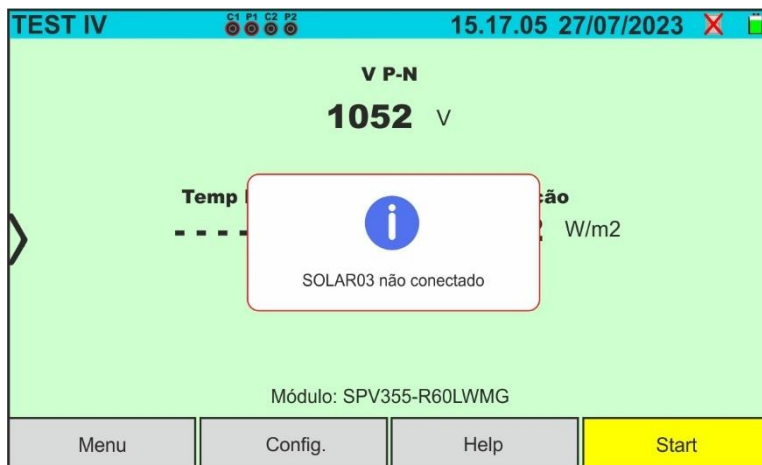 TEST IV C1 P1 C2 P2 15.17.05 27/07/2023
V P-N
1052 V
Temp ção
- - - - W/m2
SOLAR03 não conectado
Módulo: SPV355-R60LWMG
Menu Config. Help Start